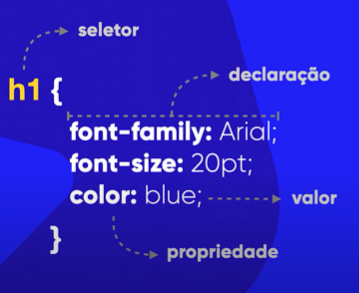 seletor
h1 {
declaração
font-family: Arial;
font-size: 20pt;
color: blue;
valor
}
propriedade